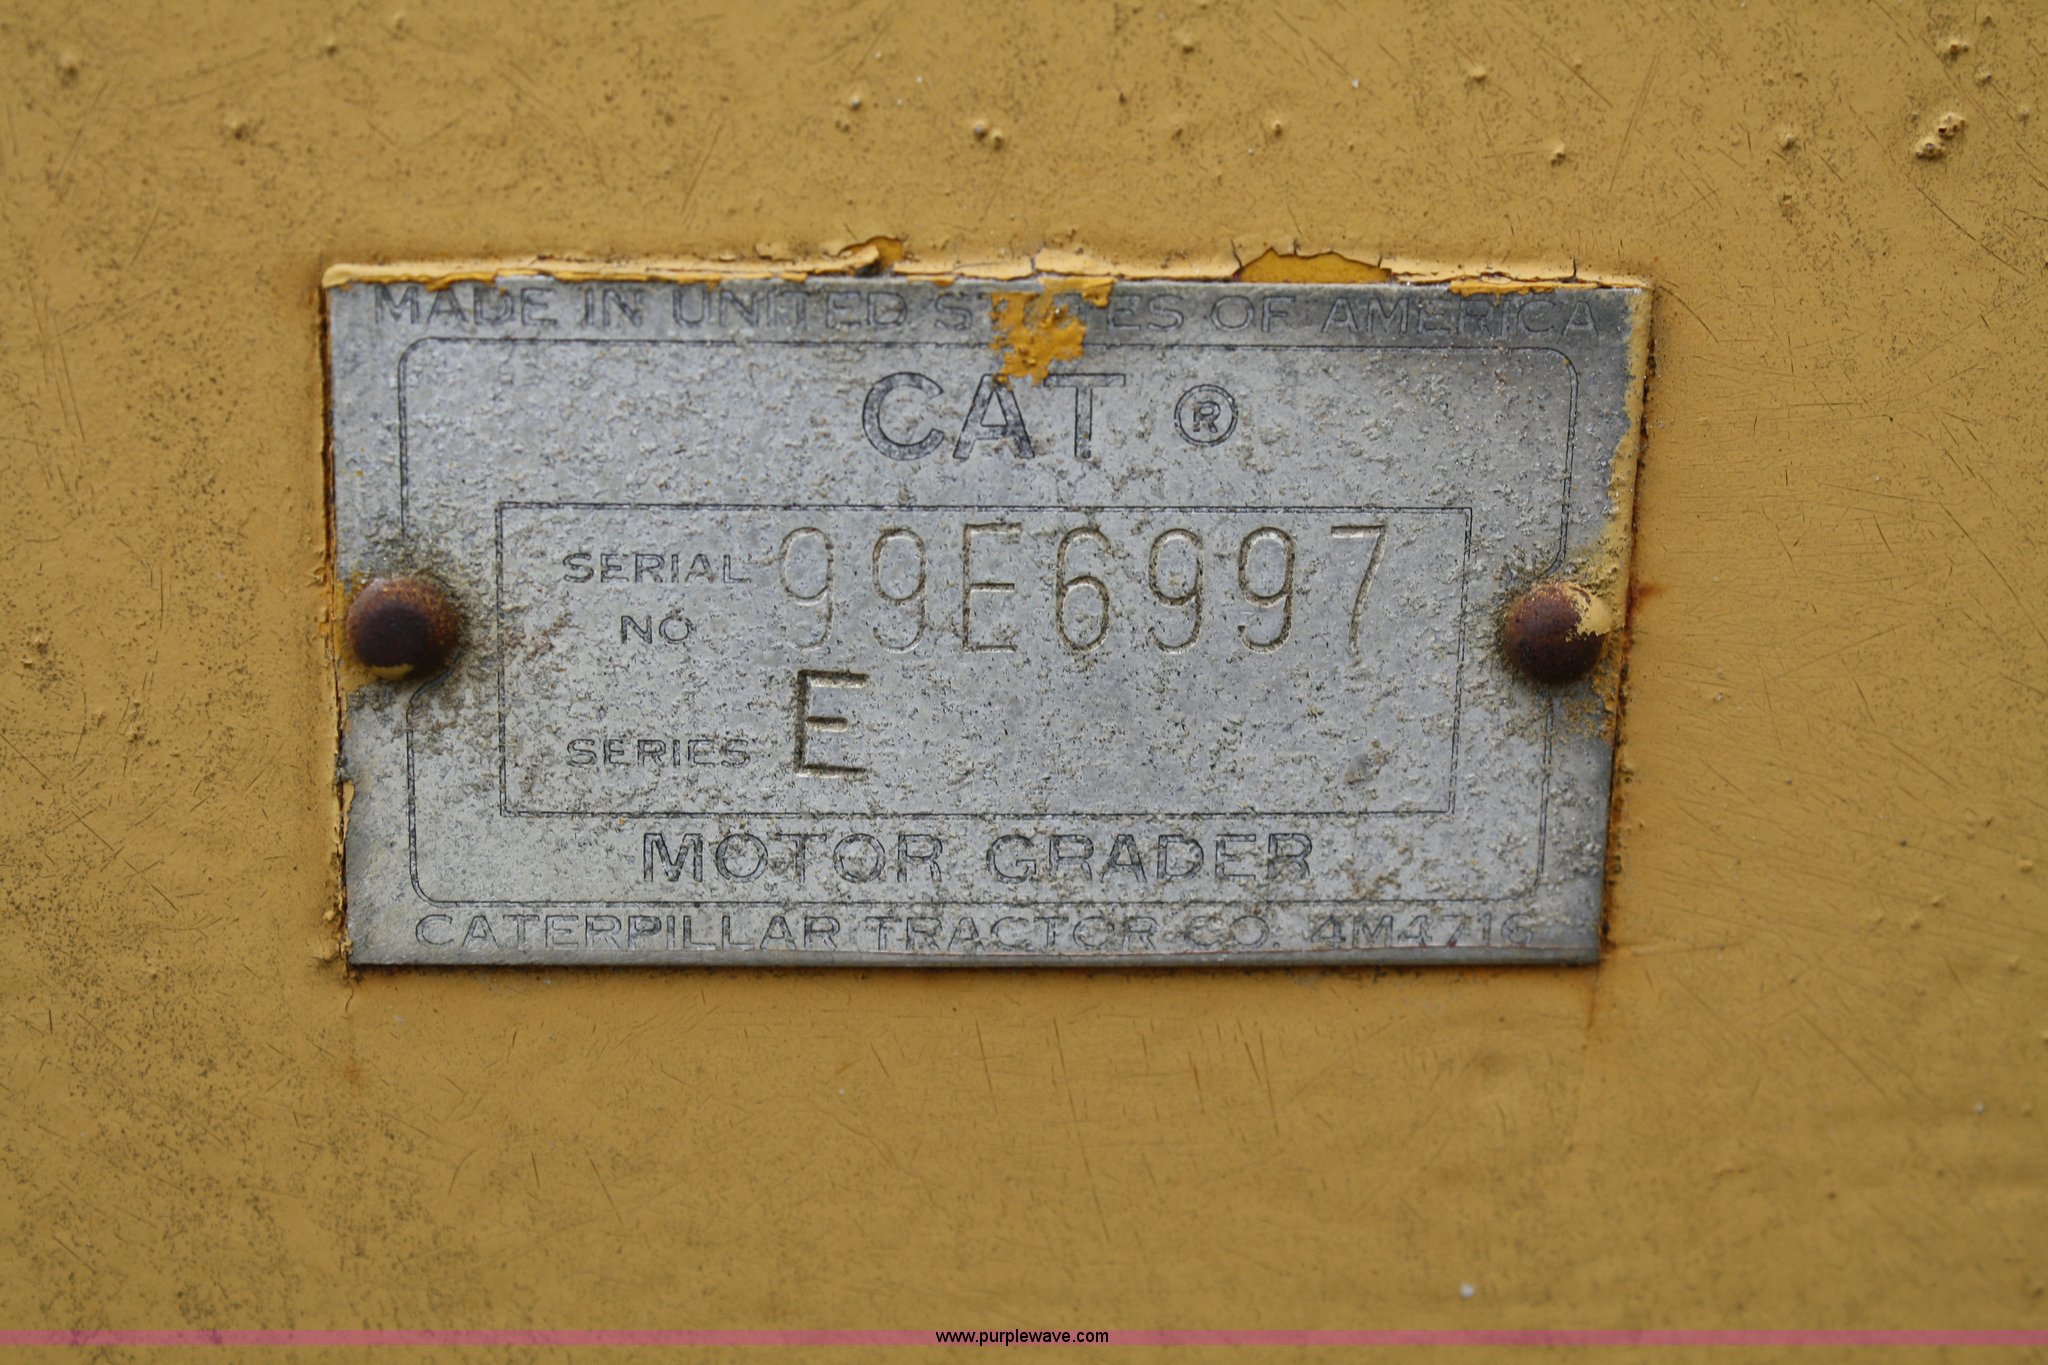 MADE IN UNITED STATES OF AMERICA
CAT ®
SERIAL NO 99E6997
SERIES E
MOTOR GRADER
CATERPILLAR TRACTOR CO. 4M4716
www.purplewave.com